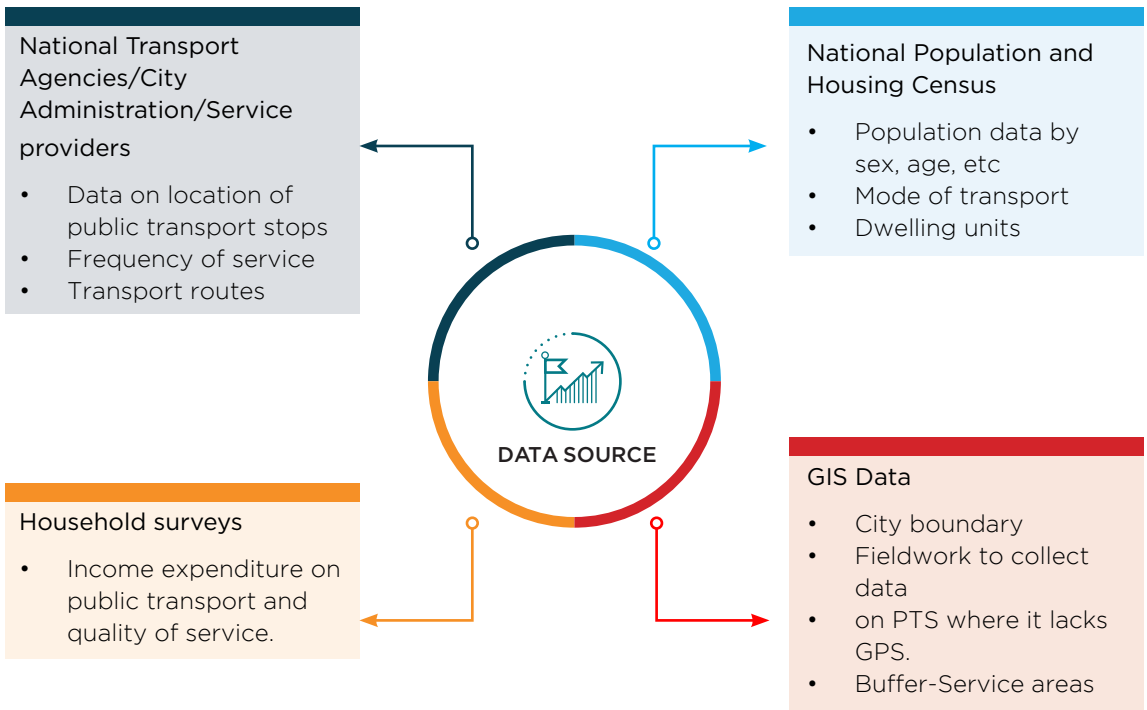 National Transport
Agencies/City
Administration/Service
providers
• Data on location of
public transport stops
• Frequency of service
• Transport routes
National Population and
Housing Census
• Population data by
sex, age, etc
• Mode of transport
• Dwelling units
DATA SOURCE
Household surveys
• Income expenditure on
public transport and
quality of service.
GIS Data
• City boundary
• Fieldwork to collect
data
• on PTS where it lacks
GPS.
• Buffer-Service areas